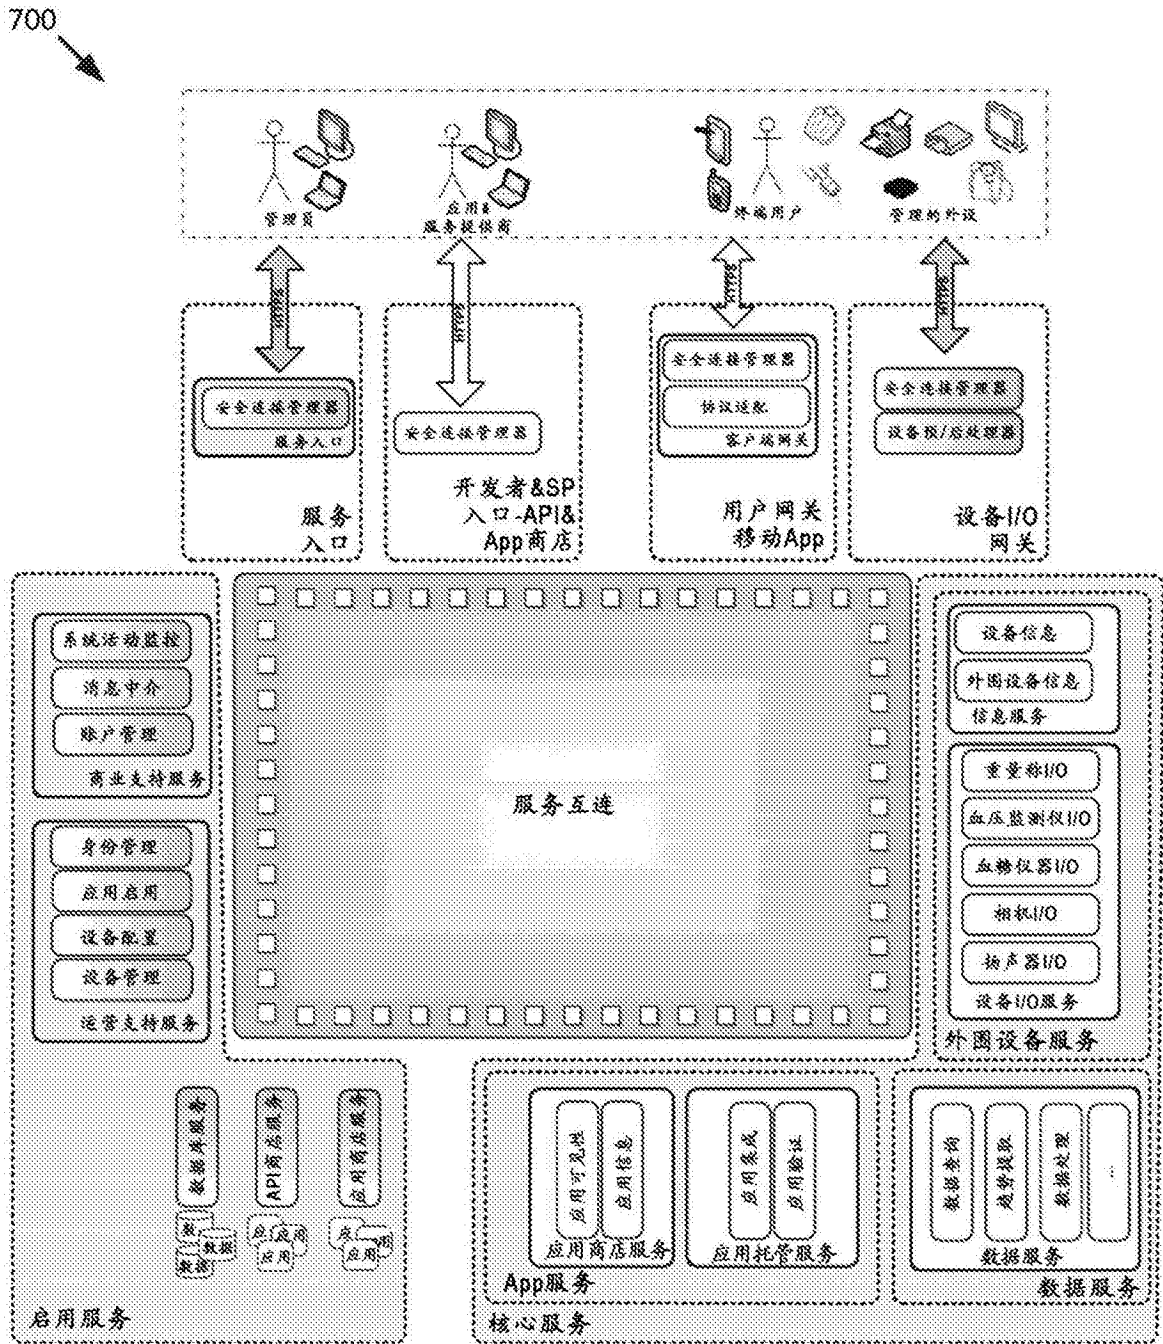 700
管理员
应用&
服务提供商
终端用户
管理的外设
HTTPS
HTTPS
HTTPS
HTTPS
安全连接管理器
服务入口
服务
入口
安全连接管理器
开发者&SP
入口-API&
App商店
安全连接管理器
协议适配
客户端网关
用户网关
移动App
安全连接管理器
设备预/后处理器
设备I/O
网关
系统活动监控
消息中介
账户管理
商业支持服务
身份管理
应用启用
设备配置
设备管理
运营支持服务
服务互连
设备信息
外围设备信息
信息服务
重量称I/O
血压监测仪I/O
血糖仪器I/O
相机I/O
扬声器I/O
设备I/O服务
外围设备服务
数据库服务
API商店服务
应用商店服务
数据
数据
应用
应用
启用服务
应用可见性
应用信息
应用商店服务
应用集成
应用验证
应用托管服务
App服务
数据查询
趋势提取
数据处理
...
数据服务
数据服务
核心服务